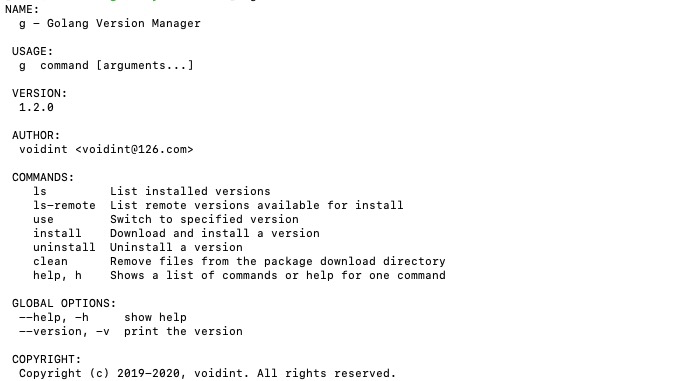 NAME:
g - Golang Version Manager
USAGE:
g  command [arguments...]
VERSION:
1.2.0
AUTHOR:
voidint <voidint@126.com>
COMMANDS:
ls         List installed versions
ls-remote  List remote versions available for install
use        Switch to specified version
install    Download and install a version
uninstall  Uninstall a version
clean      Remove files from the package download directory
help, h    Shows a list of commands or help for one command
GLOBAL OPTIONS:
--help, -h     show help
--version, -v  print the version
COPYRIGHT:
Copyright (c) 2019-2020, voidint. All rights reserved.